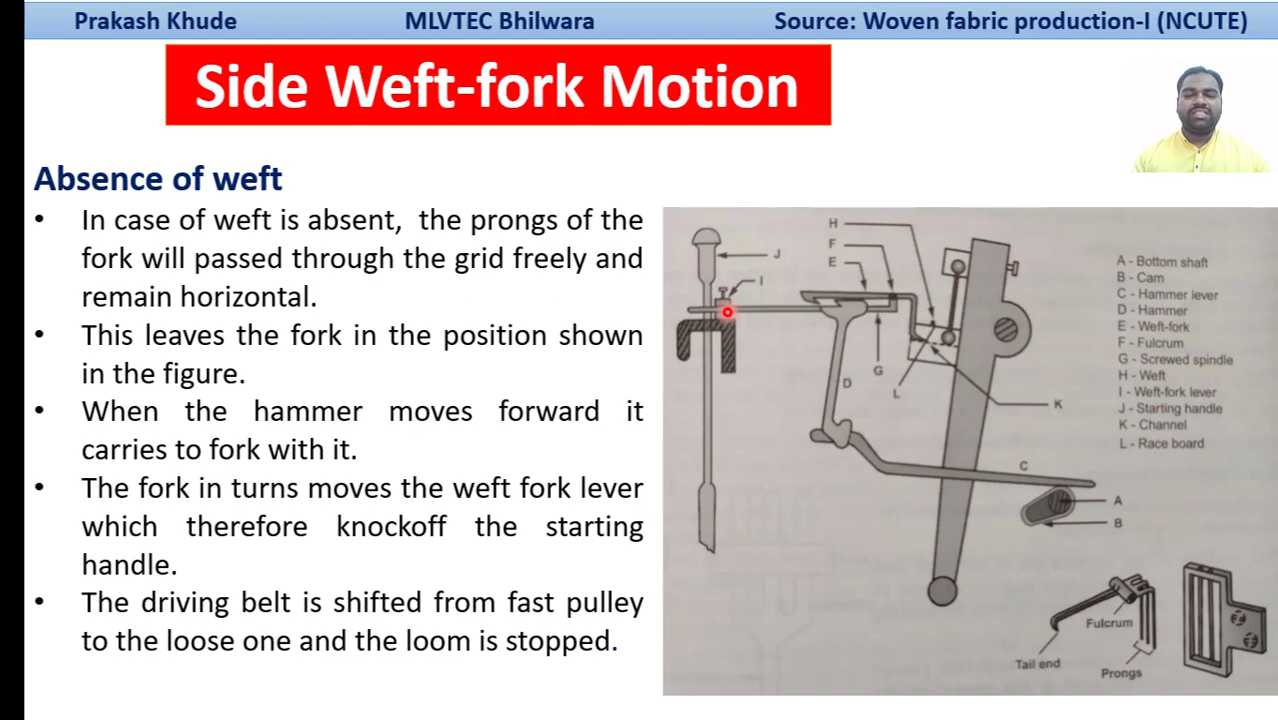 Prakash Khude MLVTEC Bhilwara Source: Woven fabric production-I (NCUTE)
Side Weft-fork Motion
Absence of weft
• In case of weft is absent, the prongs of the
fork will passed through the grid freely and
remain horizontal.
• This leaves the fork in the position shown
in the figure.
• When the hammer moves forward it
carries to fork with it.
• The fork in turns moves the weft fork lever
which therefore knockoff the starting
handle.
• The driving belt is shifted from fast pulley
to the loose one and the loom is stopped.
H
F
E
J
I
D
G
L
K
C
A
B
A - Bottom shaft
B - Cam
C - Hammer lever
D - Hammer
E - Weft-fork
F - Fulcrum
G - Screwed spindle
H - Weft
I - Weft-fork lever
J - Starting handle
K - Channel
L - Race board
Fulcrum
Tail end
Prongs